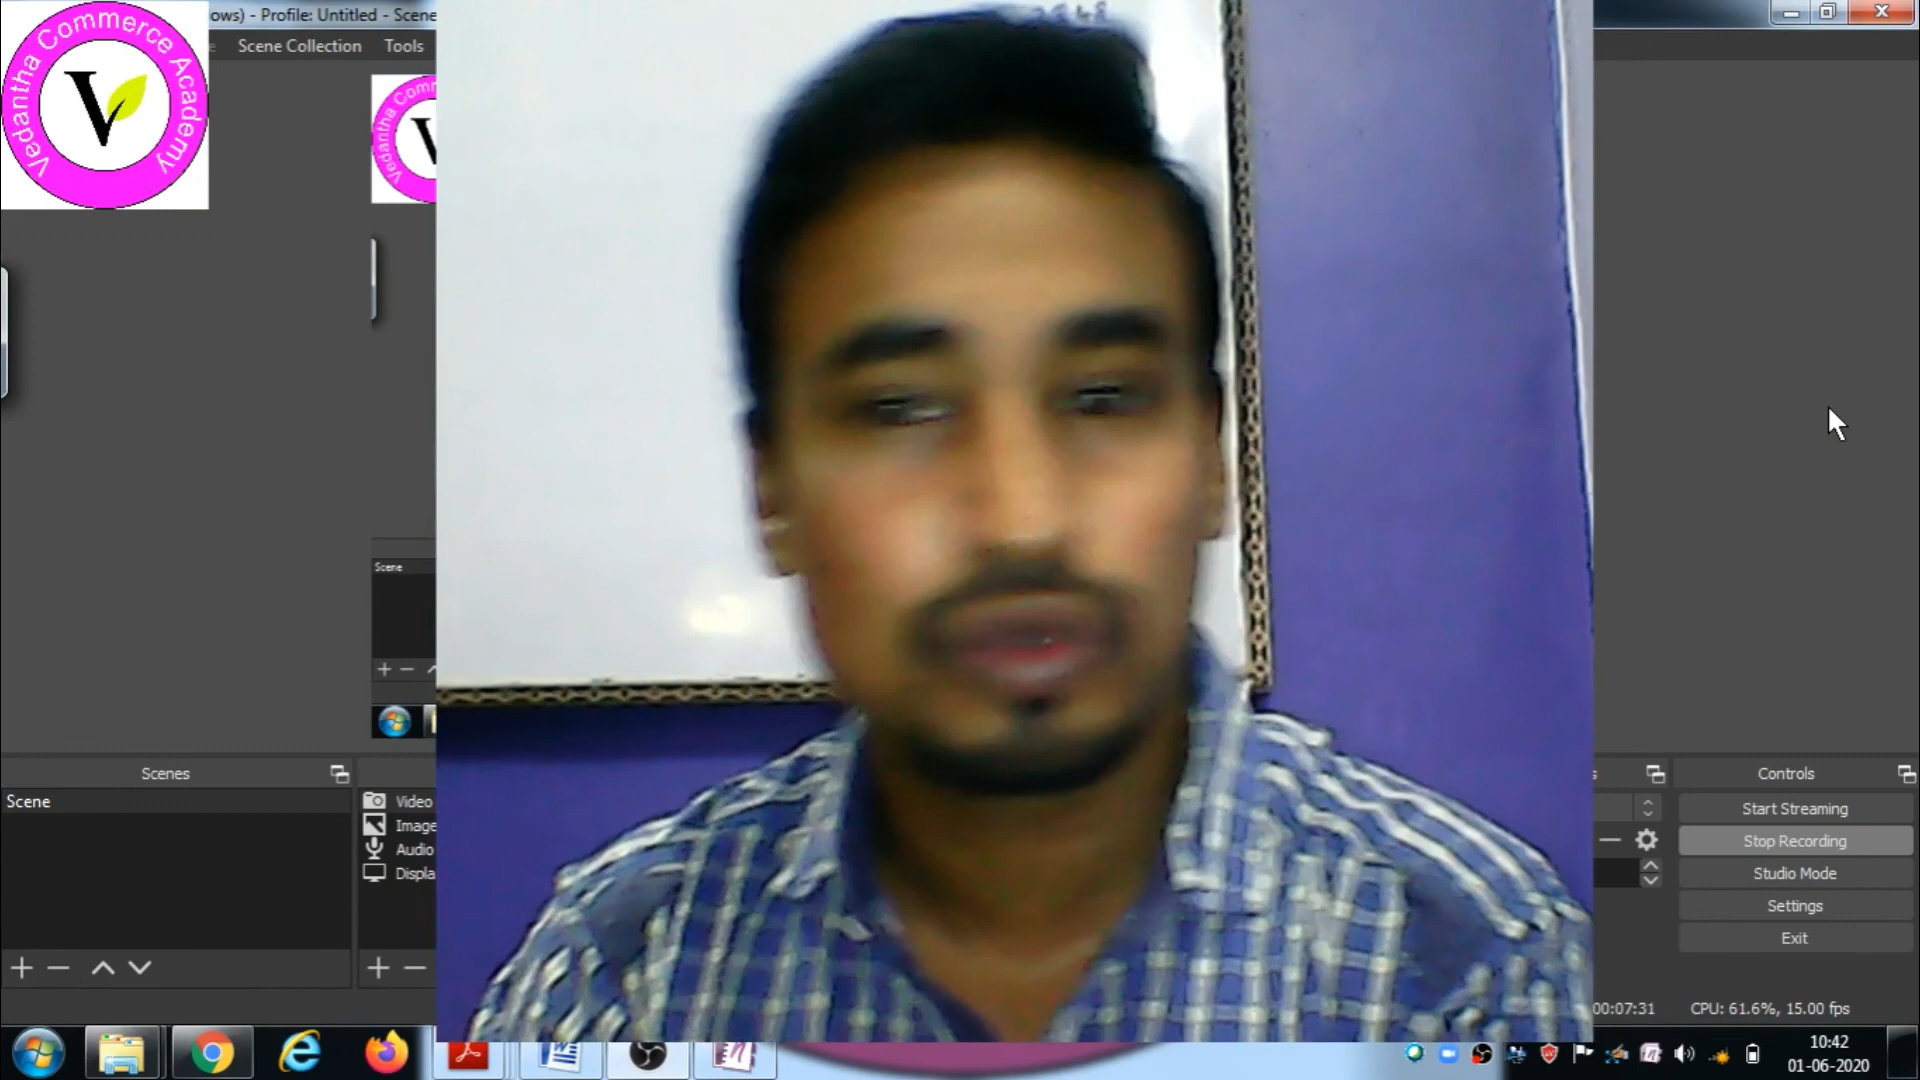 ows) - Profile: Untitled - Scene
Scene Collection Tools
Vedantha Commerce Academy
V
Scene
Scenes
Scene
Video
Image
Audio
Displa
Controls
Start Streaming
Stop Recording
Studio Mode
Settings
Exit
00:07:31 CPU: 61.6%, 15.00 fps
10:42
01-06-2020